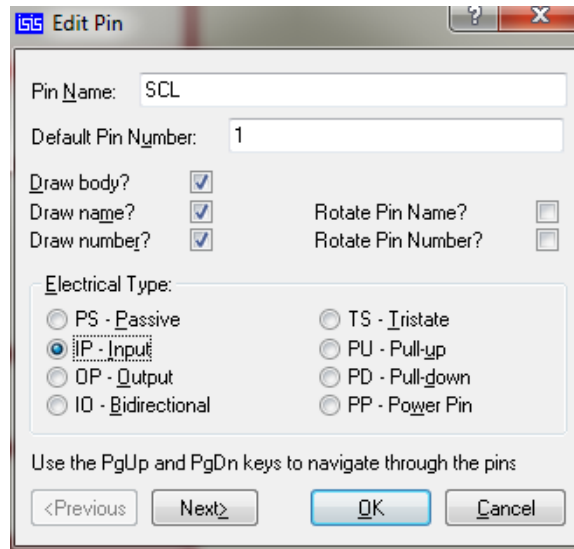 isis Edit Pin
?
X
Pin Name: SCL
Default Pin Number: 1
Draw body?
Draw name? Rotate Pin Name?
Draw number? Rotate Pin Number?
Electrical Type:
PS - Passive TS - Tristate
IP - Input PU - Pull-up
OP - Output PD - Pull-down
IO - Bidirectional PP - Power Pin
Use the PgUp and PgDn keys to navigate through the pins
<Previous Next> OK Cancel